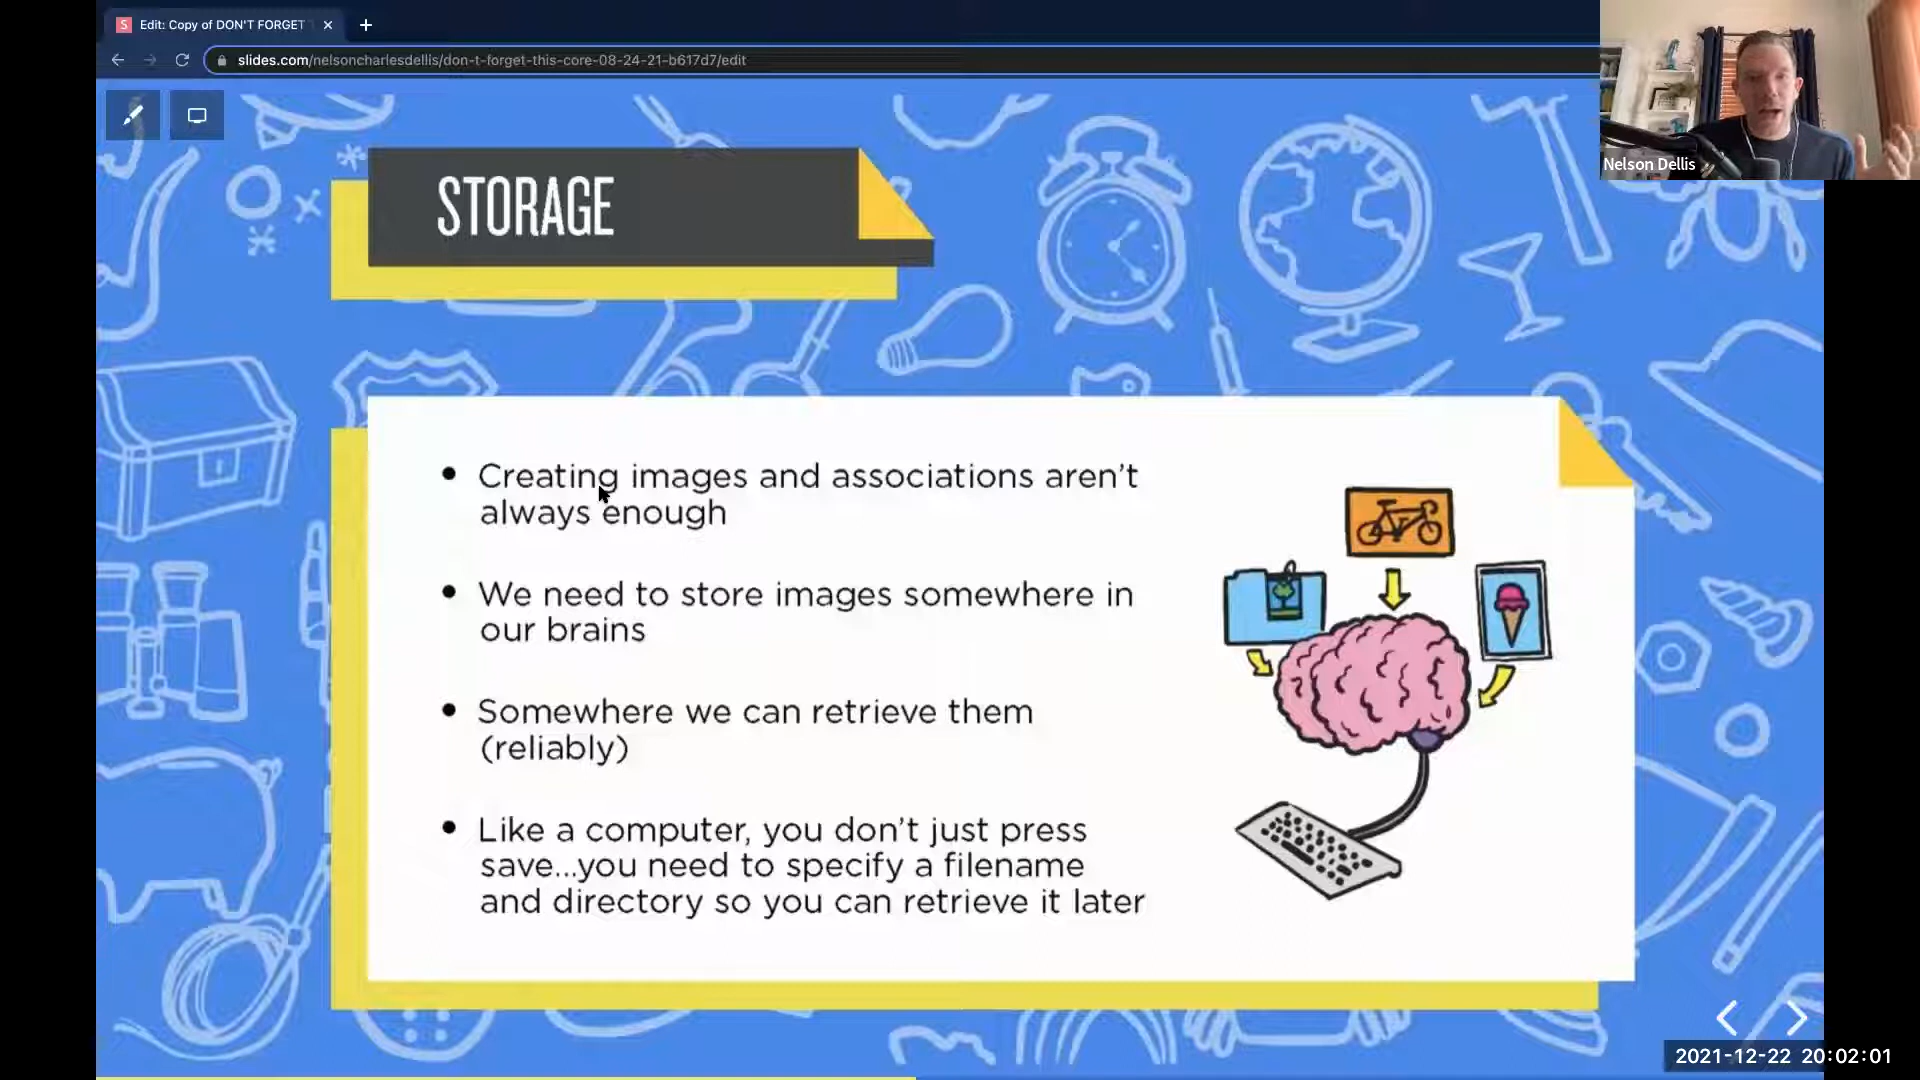 Edit: Copy of DON'T FORGET
slides.com/nelsoncharlesdellis/don-t-forget-this-core-08-24-21-b617d7/edit
Nelson Dellis
STORAGE
• Creating images and associations aren't
always enough
• We need to store images somewhere in
our brains
• Somewhere we can retrieve them
(reliably)
• Like a computer, you don't just press
save...you need to specify a filename
and directory so you can retrieve it later
2021-12-22 20:02:01